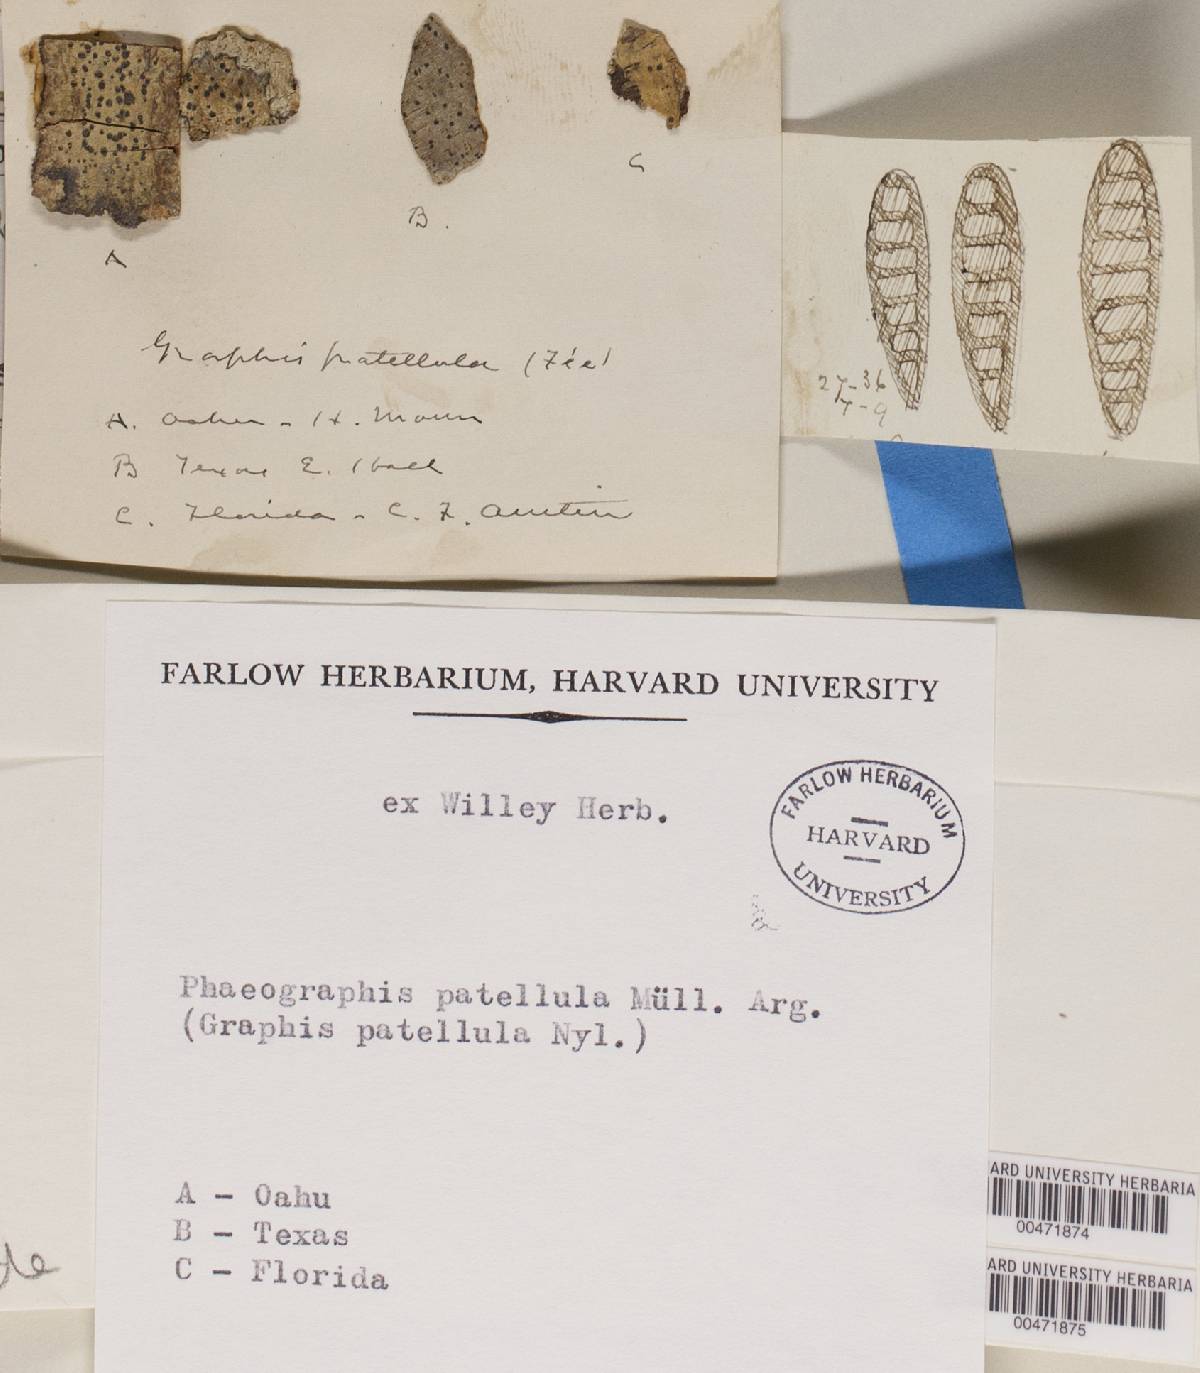 A
B.
C
Graphis patellula (Fée)
A. Oahu - H. Mann
B Texas E. Hall
C. Florida - C. F. Austin
27-36
7-9
FARLOW HERBARIUM, HARVARD UNIVERSITY
ex Willey Herb.
FARLOW HERBARIUM
HARVARD
UNIVERSITY
Phaeographis patellula Müll. Arg.
(Graphis patellula Nyl.)
A - Oahu
B - Texas
C - Florida
ARD UNIVERSITY HERBARIA
00471874
ARD UNIVERSITY HERBARIA
00471875